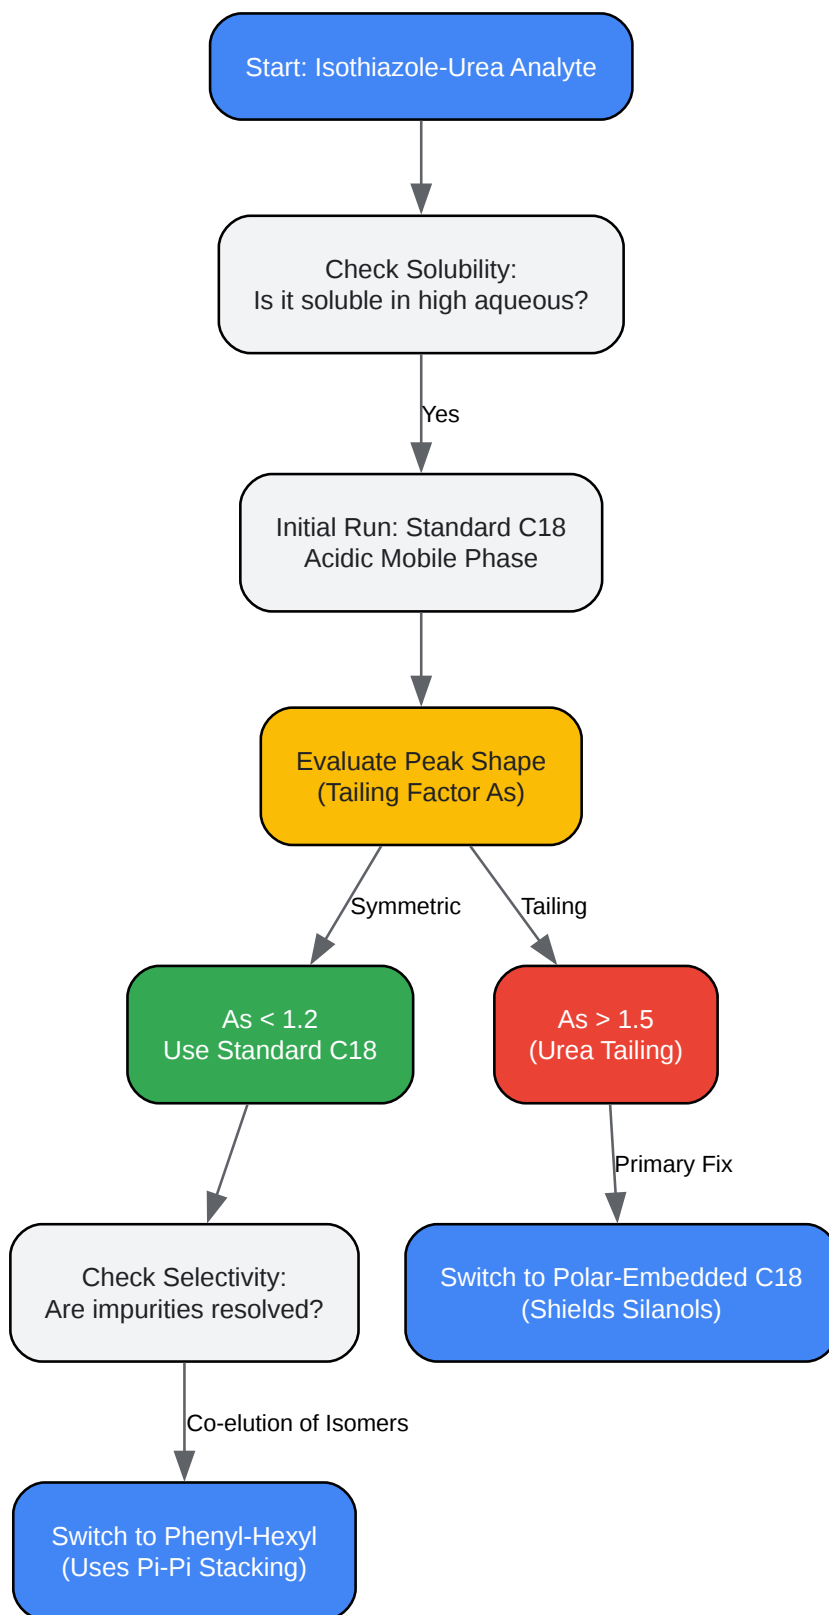 Start: Isothiazole-Urea Analyte
Check Solubility:
Is it soluble in high aqueous?
Yes
Initial Run: Standard C18
Acidic Mobile Phase
Evaluate Peak Shape
(Tailing Factor As)
Symmetric
Tailing
As < 1.2
Use Standard C18
As > 1.5
(Urea Tailing)
Primary Fix
Check Selectivity:
Are impurities resolved?
Switch to Polar-Embedded C18
(Shields Silanols)
Co-elution of Isomers
Switch to Phenyl-Hexyl
(Uses Pi-Pi Stacking)